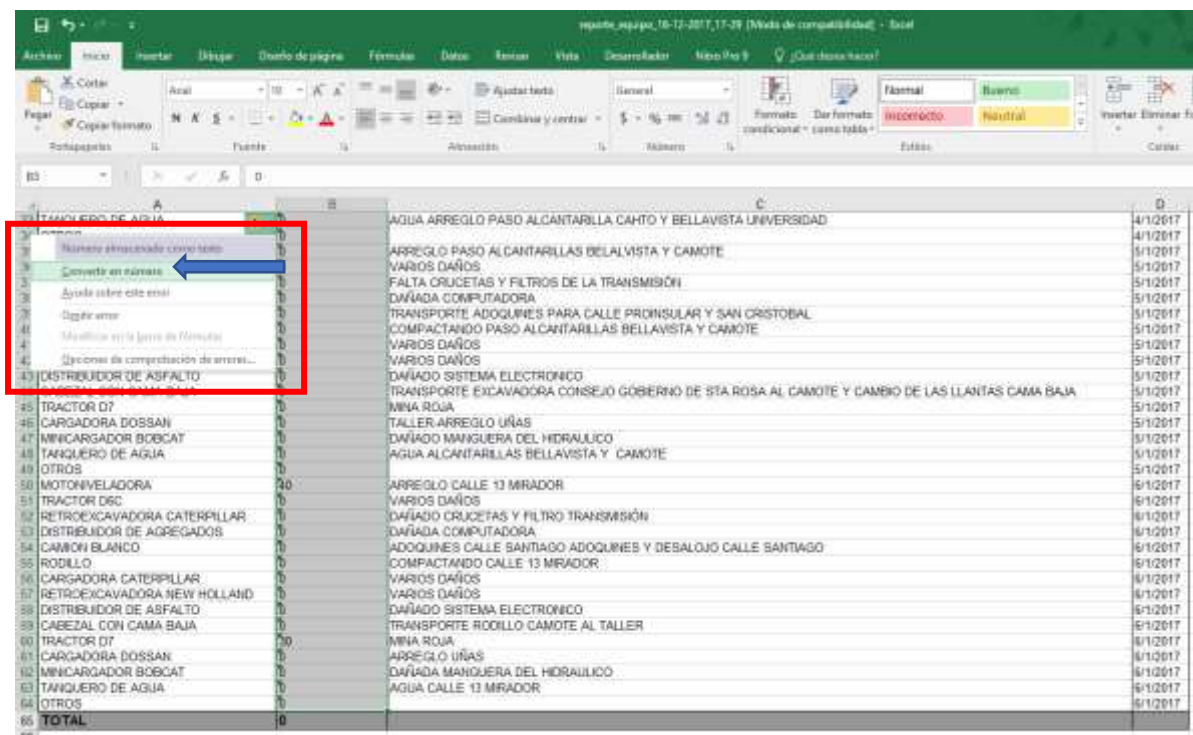 reporte_equipo_16-12-2017_17-29 [Modo de compatibilidad] - Excel
Archivo Inicio Insertar Dibujar Diseño de página Fórmulas Datos Revisar Vista Desarrollador Nitro Pro 9 ¿Qué desea hacer?
Cortar
Copiar
Pegar
Copiar formato
Arial 10
N K S
Ajustar texto
Combinar y centrar
General
Formato condicional
Dar formato como tabla
Normal Bueno
Incorrecto Neutral
Insertar Eliminar
Portapapeles Fuente Alineación Número Estilos Celdas
B3 0
A B C D
TANQUERO DE AGUA AGUA ARREGLO PASO ALCANTARILLA CAHTO Y BELLAVISTA UNIVERSIDAD 4/1/2017
OTROS 4/1/2017
Número almacenado como texto
ARREGLO PASO ALCANTARILLAS BELALVISTA Y CAMOTE 5/1/2017
Convertir en número
VARIOS DAÑOS 5/1/2017
FALTA CRUCETAS Y FILTROS DE LA TRANSMISIÓN 5/1/2017
Ayuda sobre este error
DAÑADA COMPUTADORA 5/1/2017
Omitir error
TRANSPORTE ADOQUINES PARA CALLE PROINSULAR Y SAN CRISTOBAL 5/1/2017
Modificar en la barra de fórmulas
COMPACTANDO PASO ALCANTARILLAS BELLAVISTA Y CAMOTE 5/1/2017
VARIOS DAÑOS 5/1/2017
Opciones de comprobación de errores...
VARIOS DAÑOS 5/1/2017
43 DISTRIBUIDOR DE ASFALTO 0 DAÑADO SISTEMA ELECTRONICO 5/1/2017
CABEZAL CON CAMA BAJA 0 TRANSPORTE EXCAVADORA CONSEJO GOBIERNO DE STA ROSA AL CAMOTE Y CAMBIO DE LAS LLANTAS CAMA BAJA 5/1/2017
45 TRACTOR D7 0 MINA ROJA 5/1/2017
46 CARGADORA DOSSAN 0 TALLER ARREGLO UÑAS 5/1/2017
47 MINICARGADOR BOBCAT 0 DAÑADO MANGUERA DEL HIDRAULICO 5/1/2017
48 TANQUERO DE AGUA 0 AGUA ALCANTARILLAS BELLAVISTA Y CAMOTE 5/1/2017
49 OTROS 0 5/1/2017
50 MOTONIVELADORA ARREGLO CALLE 13 MIRADOR 6/1/2017
51 TRACTOR D6C 0 VARIOS DAÑOS 6/1/2017
52 RETROEXCAVADORA CATERPILLAR 0 DAÑADO CRUCETAS Y FILTRO TRANSMISIÓN 6/1/2017
53 DISTRIBUIDOR DE AGREGADOS 0 DAÑADA COMPUTADORA 6/1/2017
54 CAMION BLANCO 0 ADOQUINES CALLE SANTIAGO ADOQUINES Y DESALOJO CALLE SANTIAGO 6/1/2017
55 RODILLO 0 COMPACTANDO CALLE 13 MIRADOR 6/1/2017
56 CARGADORA CATERPILLAR 0 VARIOS DAÑOS 6/1/2017
57 RETROEXCAVADORA NEW HOLLAND 0 VARIOS DAÑOS 6/1/2017
58 DISTRIBUIDOR DE ASFALTO 0 DAÑADO SISTEMA ELECTRONICO 6/1/2017
59 CABEZAL CON CAMA BAJA 0 TRANSPORTE RODILLO CAMOTE AL TALLER 6/1/2017
60 TRACTOR D7 MINA ROJA 6/1/2017
61 CARGADORA DOSSAN 0 ARREGLO UÑAS 6/1/2017
62 MINICARGADOR BOBCAT 0 DAÑADA MANGUERA DEL HIDRAULICO 6/1/2017
63 TANQUERO DE AGUA 0 AGUA CALLE 13 MIRADOR 6/1/2017
64 OTROS 0 6/1/2017
65 TOTAL 0